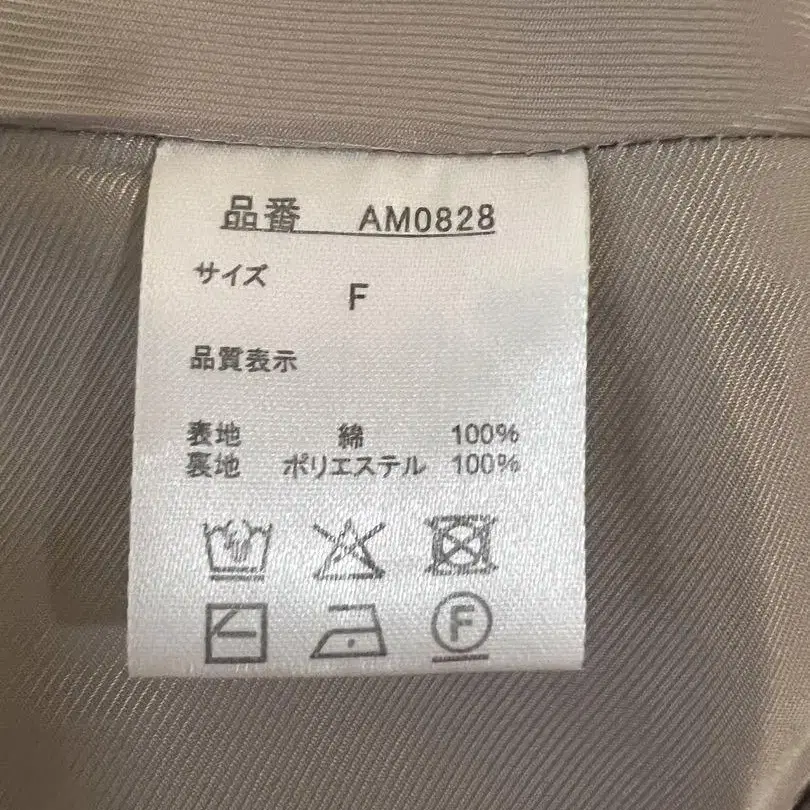 品番 AM0828
サイズ
F
品質表示
表地 綿 100%
裏地 ポリエステル 100%
F